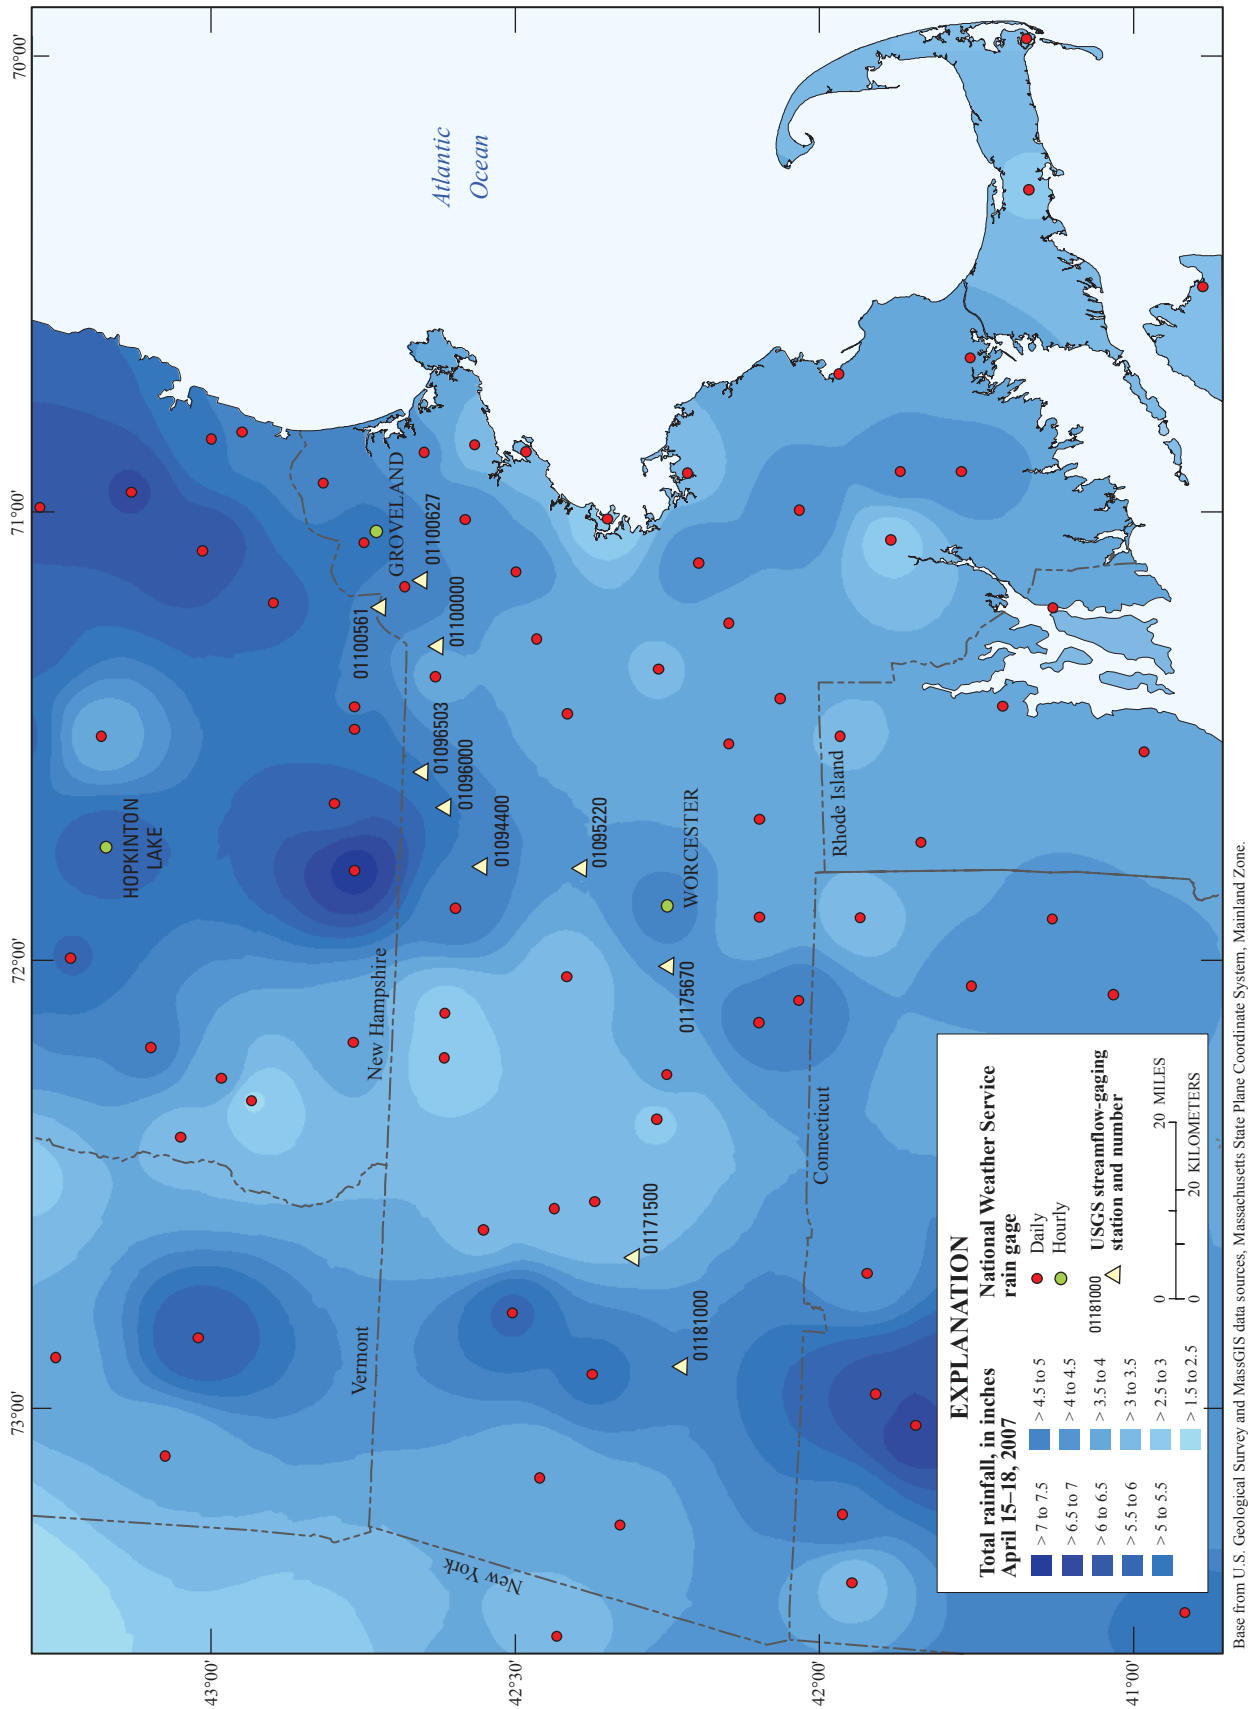 70°00'
71°00'
72°00'
73°00'
43°00'
42°30'
42°00'
41°00'
Atlantic
Ocean
HOPKINTON
LAKE
GROVELAND
WORCESTER
01100627
01100561
01100000
01096503
01096000
01094400
01095220
01175670
01171500
01181000
New Hampshire
Vermont
New York
Connecticut
Rhode Island
EXPLANATION
Total rainfall, in inches
April 15–18, 2007
> 7 to 7.5
> 6.5 to 7
> 6 to 6.5
> 5.5 to 6
> 5 to 5.5
> 4.5 to 5
> 4 to 4.5
> 3.5 to 4
> 3 to 3.5
> 2.5 to 3
> 1.5 to 2.5
National Weather Service
rain gage
Daily
Hourly
01181000
USGS streamflow-gaging
station and number
0
20 MILES
0
20 KILOMETERS
Base from U.S. Geological Survey and MassGIS data sources, Massachusetts State Plane Coordinate System, Mainland Zone.